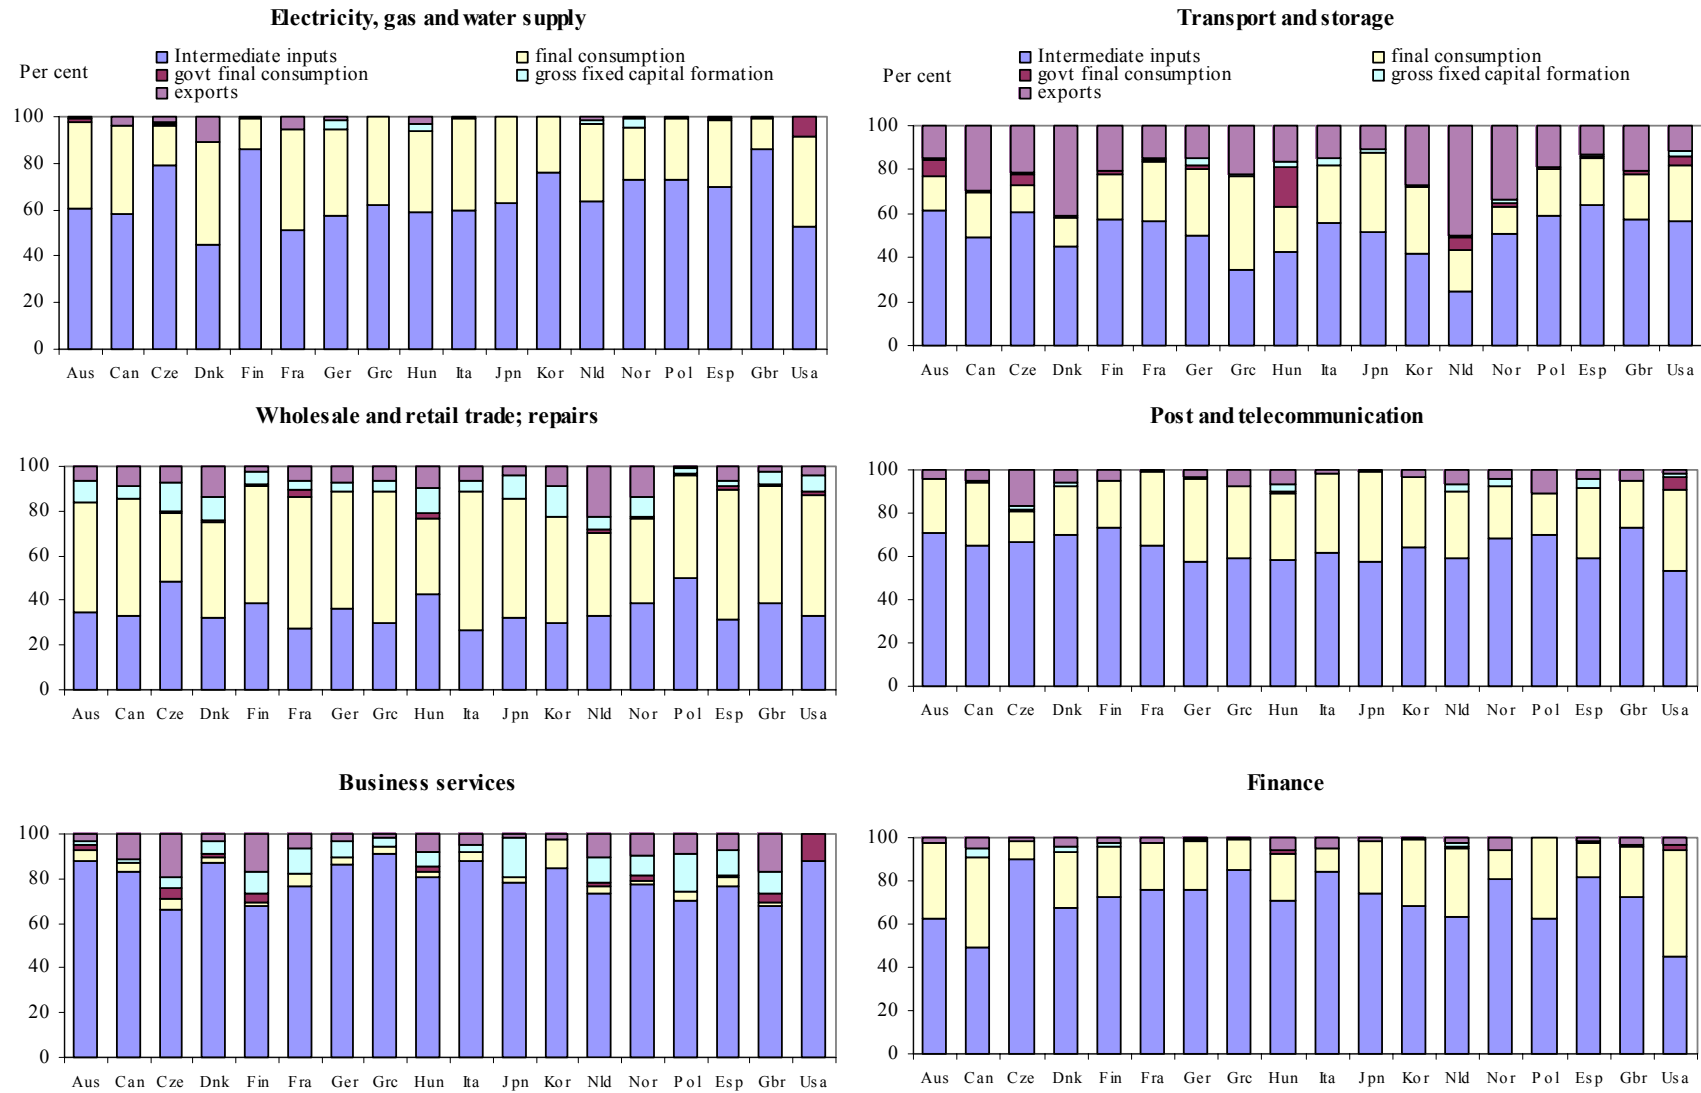 Electricity, gas and water supply
Per cent
Intermediate inputs
final consumption
govt final consumption
gross fixed capital formation
exports
100
80
60
40
20
0
Aus Can Cze Dnk Fin Fra Ger Grc Hun Ita Jpn Kor Nld Nor Pol Esp Gbr Usa
Transport and storage
Per cent
Intermediate inputs
final consumption
govt final consumption
gross fixed capital formation
exports
100
80
60
40
20
0
Aus Can Cze Dnk Fin Fra Ger Grc Hun Ita Jpn Kor Nld Nor Pol Esp Gbr Usa
Wholesale and retail trade; repairs
100
80
60
40
20
0
Aus Can Cze Dnk Fin Fra Ger Grc Hun Ita Jpn Kor Nld Nor Pol Esp Gbr Usa
Post and telecommunication
100
80
60
40
20
0
Aus Can Cze Dnk Fin Fra Ger Grc Hun Ita Jpn Kor Nld Nor Pol Esp Gbr Usa
Business services
100
80
60
40
20
0
Aus Can Cze Dnk Fin Fra Ger Grc Hun Ita Jpn Kor Nld Nor Pol Esp Gbr Usa
Finance
100
80
60
40
20
0
Aus Can Cze Dnk Fin Fra Ger Grc Hun Ita Jpn Kor Nld Nor Pol Esp Gbr Usa